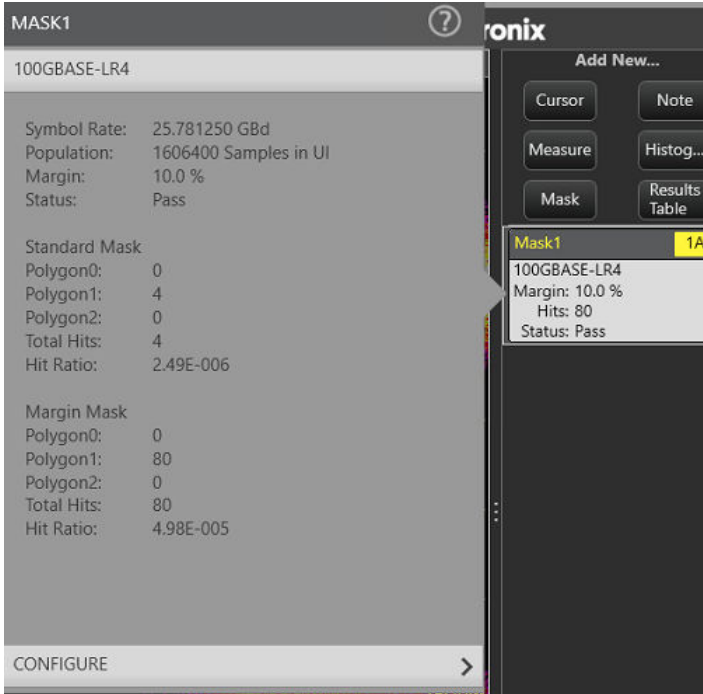 MASK1
?
100GBASE-LR4
Symbol Rate: 25.781250 GBd
Population: 1606400 Samples in UI
Margin: 10.0 %
Status: Pass
Standard Mask
Polygon0: 0
Polygon1: 4
Polygon2: 0
Total Hits: 4
Hit Ratio: 2.49E-006
Margin Mask
Polygon0: 0
Polygon1: 80
Polygon2: 0
Total Hits: 80
Hit Ratio: 4.98E-005
CONFIGURE
ronix
Add New...
Cursor Note
Measure Histog...
Mask Results Table
Mask1 1A
100GBASE-LR4
Margin: 10.0 %
Hits: 80
Status: Pass